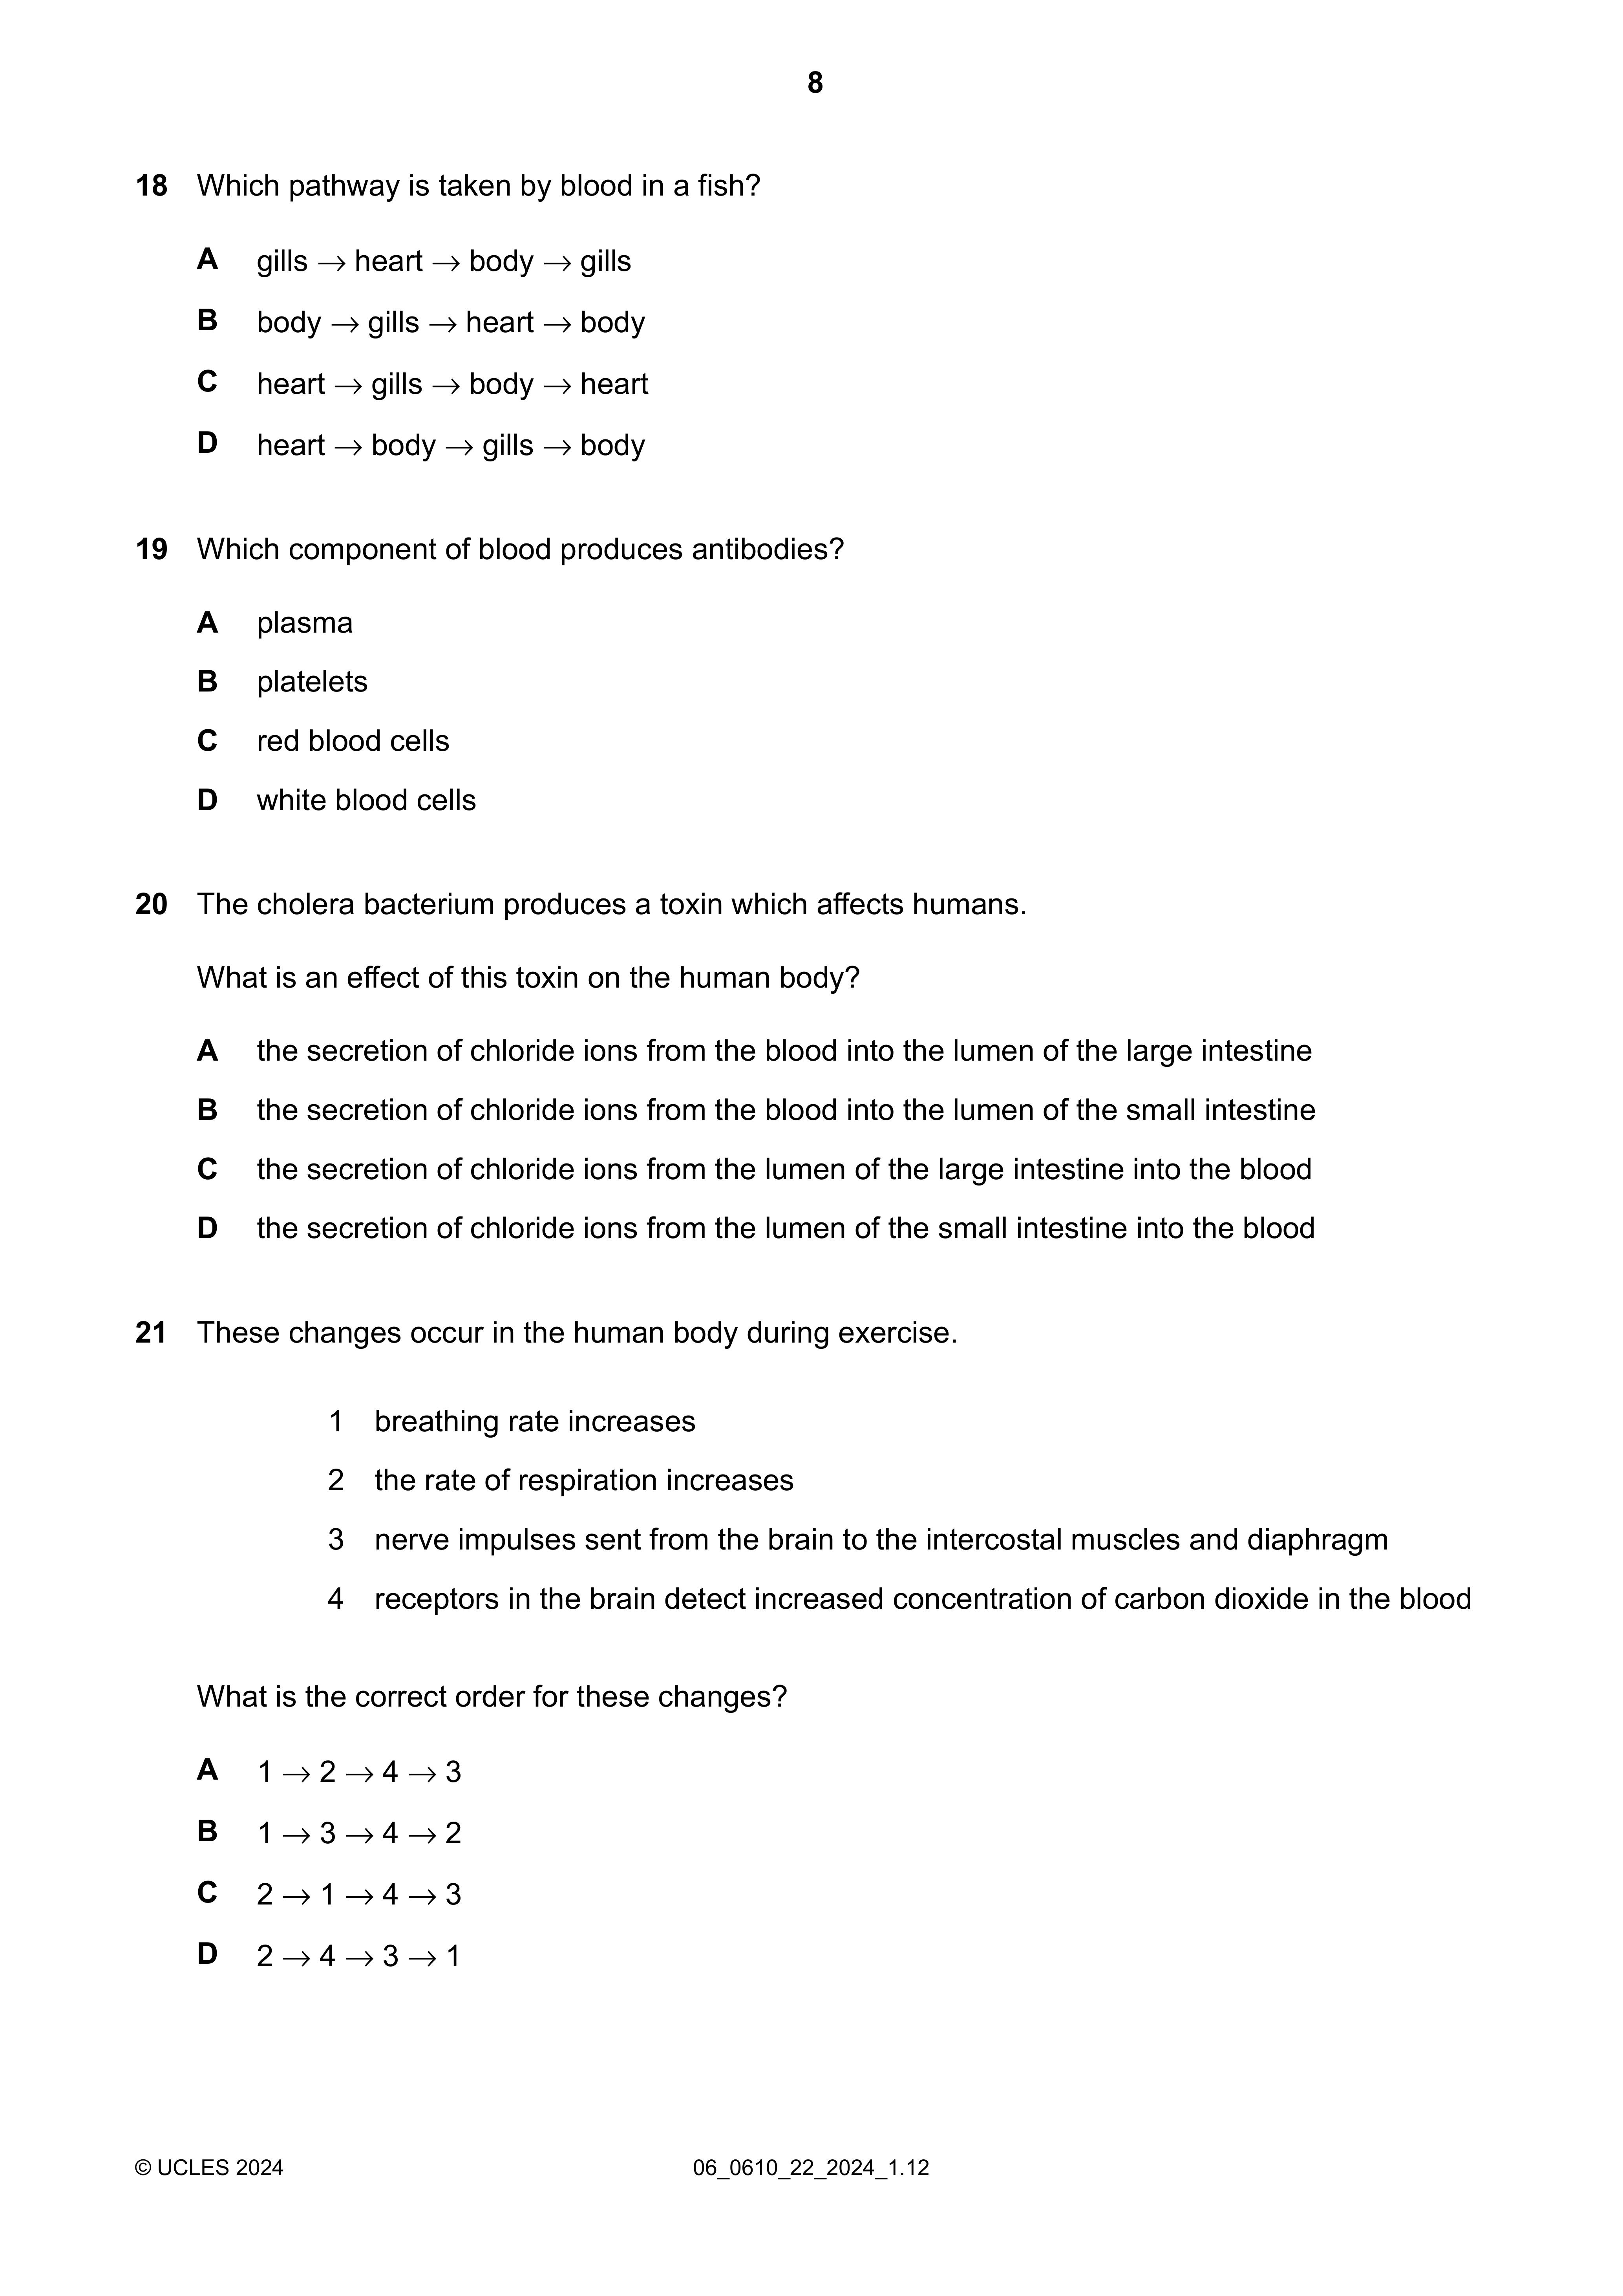 8
18 Which pathway is taken by blood in a fish?
A gills → heart → body → gills
B body → gills → heart → body
C heart → gills → body → heart
D heart → body → gills → body
19 Which component of blood produces antibodies?
A plasma
B platelets
C red blood cells
D white blood cells
20 The cholera bacterium produces a toxin which affects humans.
What is an effect of this toxin on the human body?
A the secretion of chloride ions from the blood into the lumen of the large intestine
B the secretion of chloride ions from the blood into the lumen of the small intestine
C the secretion of chloride ions from the lumen of the large intestine into the blood
D the secretion of chloride ions from the lumen of the small intestine into the blood
21 These changes occur in the human body during exercise.
1 breathing rate increases
2 the rate of respiration increases
3 nerve impulses sent from the brain to the intercostal muscles and diaphragm
4 receptors in the brain detect increased concentration of carbon dioxide in the blood
What is the correct order for these changes?
A 1 → 2 → 4 → 3
B 1 → 3 → 4 → 2
C 2 → 1 → 4 → 3
D 2 → 4 → 3 → 1
© UCLES 2024 06_0610_22_2024_1.12